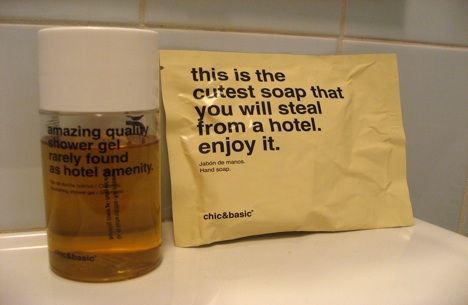 amazing quality
shower gel
rarely found
as hotel amenity.
chic&basic®
this is the
cutest soap that
you will steal
from a hotel.
enjoy it.
Jabón de manos.
Hand soap.
chic&basic®